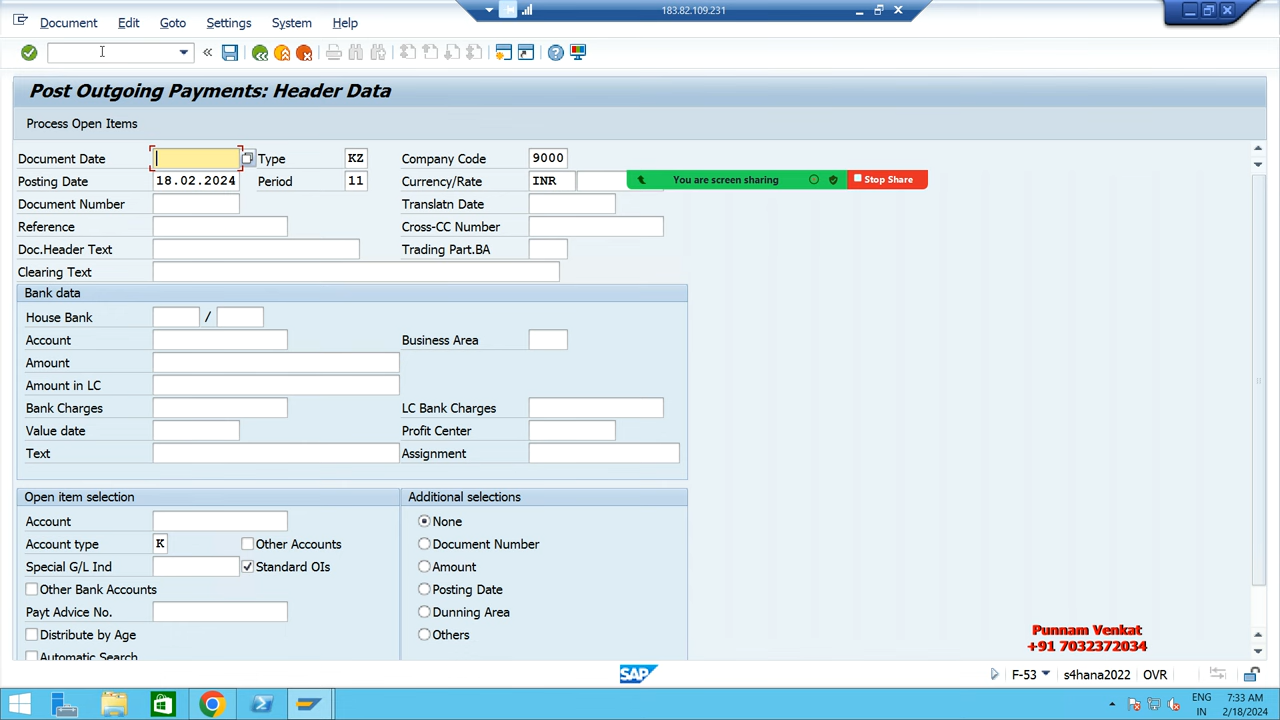 183.82.109.231
Document Edit Goto Settings System Help
Post Outgoing Payments: Header Data
Process Open Items
Document Date Type KZ Company Code 9000
Posting Date 18.02.2024 Period 11 Currency/Rate INR
You are screen sharing Stop Share
Document Number Translatn Date
Reference Cross-CC Number
Doc.Header Text Trading Part.BA
Clearing Text
Bank data
House Bank /
Account Business Area
Amount
Amount in LC
Bank Charges LC Bank Charges
Value date Profit Center
Text Assignment
Open item selection Additional selections
Account None
Account type K Other Accounts Document Number
Special G/L Ind Standard OIs Amount
Other Bank Accounts Posting Date
Payt Advice No. Dunning Area
Distribute by Age Others
Automatic Search
Punnam Venkat
+91 7032372034
SAP F-53 s4hana2022 OVR
ENG 7:33 AM
IN 2/18/2024